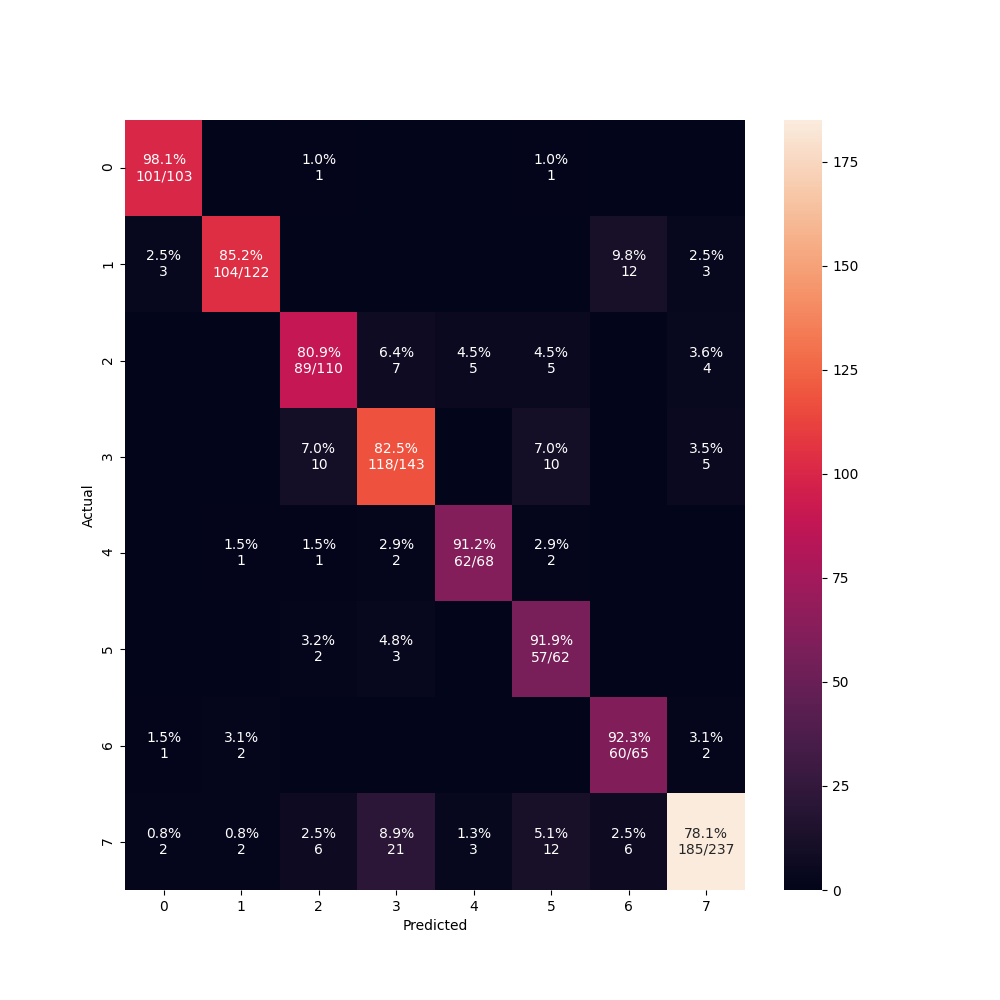 98.1% 1.0% 1.0%
0 101/103 1 1
2.5% 85.2% 9.8% 2.5%
1 3 104/122 12 3
80.9% 6.4% 4.5% 4.5% 3.6%
2 89/110 7 5 5 4
7.0% 82.5% 7.0% 3.5%
3 10 118/143 10 5
Actual
1.5% 1.5% 2.9% 91.2% 2.9%
4 1 1 2 62/68 2
3.2% 4.8% 91.9%
5 2 3 57/62
1.5% 3.1% 92.3% 3.1%
6 1 2 60/65 2
0.8% 0.8% 2.5% 8.9% 1.3% 5.1% 2.5% 78.1%
7 2 2 6 21 3 12 6 185/237
0 1 2 3 4 5 6 7
Predicted
175
150
125
100
75
50
25
0